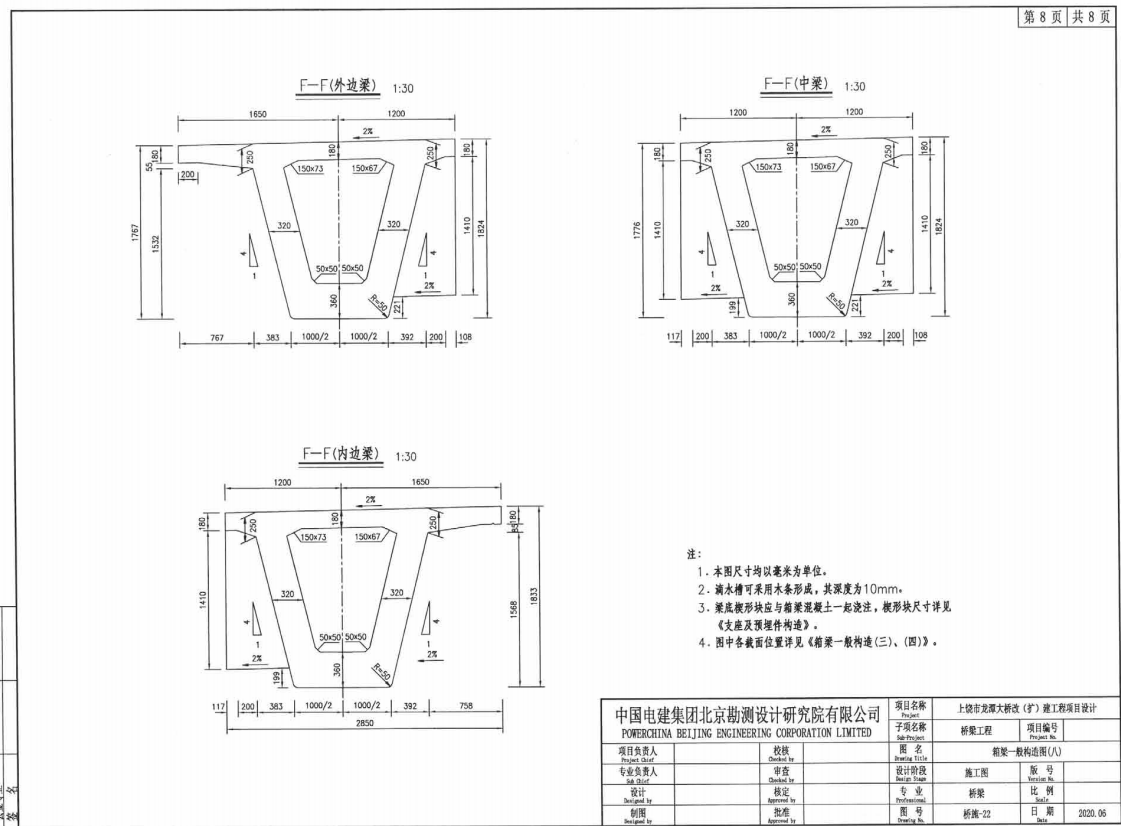 第 8 页 共 8 页
F—F(外边梁) 1:30
1650 1200
2%
180 55 250 180 250 180
150x73 150x67
200
320 320
1767 1532 1410 1824
4 1 4 1
50x50 50x50
2%
360 R=50 221
767 383 1000/2 1000/2 392 200 108
F—F(中梁) 1:30
1200 1200
2%
180 250 180 250 180
150x73 150x67
320 320
1776 1410 1410 1824
4 1 4 1
50x50 50x50
2% 2%
199 360 R=50 221
117 200 383 1000/2 1000/2 392 200 108
F—F(内边梁) 1:30
1200 1650
2%
180 250 180 250 180 85
150x73 150x67
320 320
1410 1568 1833
4 1 4 1
50x50 50x50
2% 2%
199 360 R=50
117 200 383 1000/2 1000/2 392 758
2850
注:
1. 本图尺寸均以毫米为单位。
2. 滴水槽可采用木条形成，其深度为10mm。
3. 梁底楔形块应与箱梁混凝土一起浇注，楔形块尺寸详见
《支座及预埋件构造》。
4. 图中各截面位置详见《箱梁一般构造(三)、(四)》。
中国电建集团北京勘测设计研究院有限公司
POWERCHINA BEIJING ENGINEERING CORPORATION LIMITED
项目名称 Project 上饶市龙潭大桥改（扩）建工程项目设计
子项名称 Sub-Project 桥梁工程 项目编号 Project No.
项目负责人 Project Chief 校核 Checked by 图 名 Drawing Title 箱梁一般构造图(八)
专业负责人 Sub Chief 审查 Checked by 设计阶段 Design Stage 施工图 版 号 Version No.
设计 Designed by 核定 Approved by 专 业 Professional 桥梁 比 例 Scale
制图 Designed by 批准 Approved by 图 号 Drawing No. 桥施-22 日 期 Date 2020.06
签 名